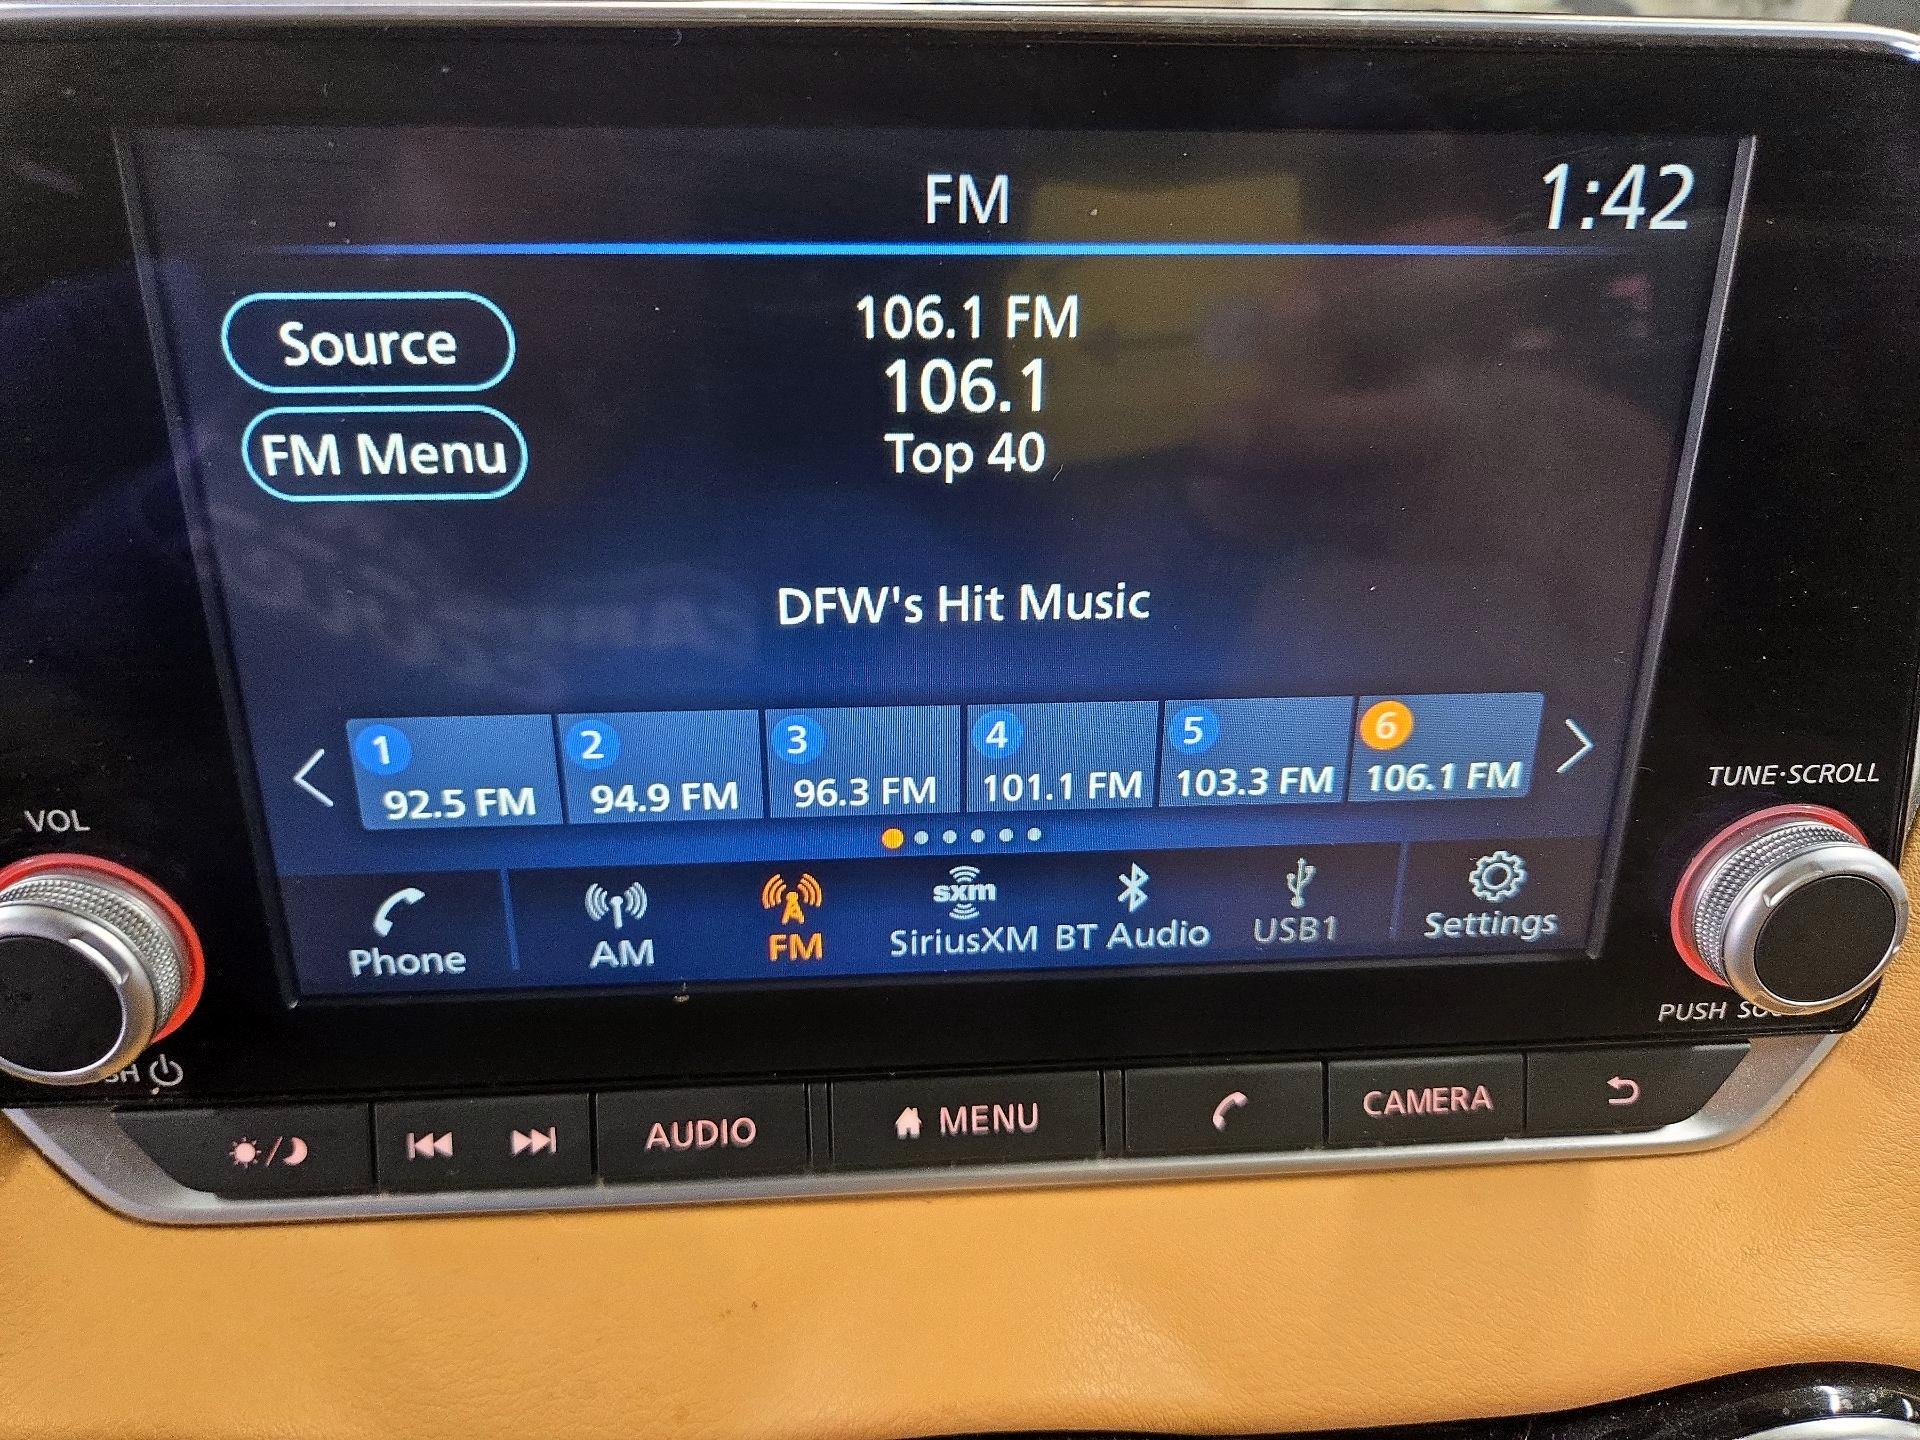 FM
1:42
Source
FM Menu
106.1 FM
106.1
Top 40
DFW's Hit Music
1 2 3 4 5 6
92.5 FM 94.9 FM 96.3 FM 101.1 FM 103.3 FM 106.1 FM
VOL
TUNE·SCROLL
sxm
Phone AM FM SiriusXM BT Audio USB1 Settings
PUSH
AUDIO MENU CAMERA